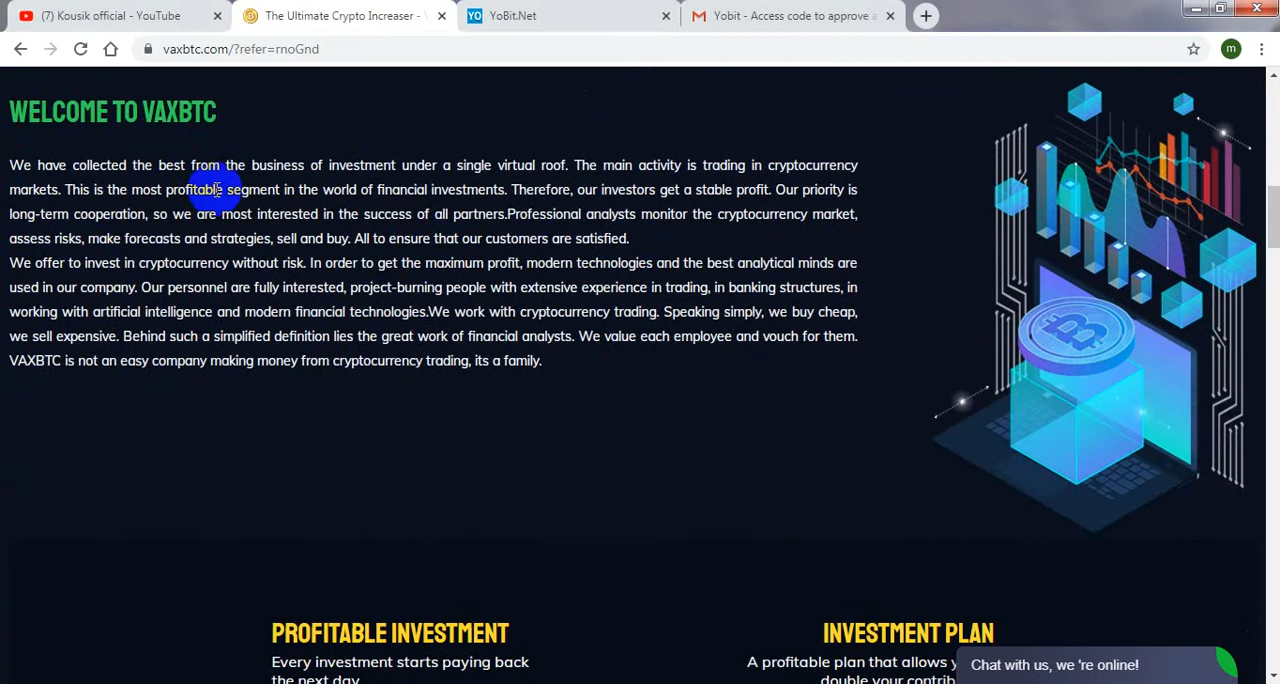 (7) Kousik official - YouTube
The Ultimate Crypto Increaser - V
YO YoBit.Net
Yobit - Access code to approve a
vaxbtc.com/?refer=rnoGnd
m
WELCOME TO VAXBTC
We have collected the best from the business of investment under a single virtual roof. The main activity is trading in cryptocurrency
markets. This is the most profitable segment in the world of financial investments. Therefore, our investors get a stable profit. Our priority is
long-term cooperation, so we are most interested in the success of all partners.Professional analysts monitor the cryptocurrency market,
assess risks, make forecasts and strategies, sell and buy. All to ensure that our customers are satisfied.
We offer to invest in cryptocurrency without risk. In order to get the maximum profit, modern technologies and the best analytical minds are
used in our company. Our personnel are fully interested, project-burning people with extensive experience in trading, in banking structures, in
working with artificial intelligence and modern financial technologies.We work with cryptocurrency trading. Speaking simply, we buy cheap,
we sell expensive. Behind such a simplified definition lies the great work of financial analysts. We value each employee and vouch for them.
VAXBTC is not an easy company making money from cryptocurrency trading, its a family.
PROFITABLE INVESTMENT
INVESTMENT PLAN
Every investment starts paying back
the next day
A profitable plan that allows y
double your contrib
Chat with us, we 're online!